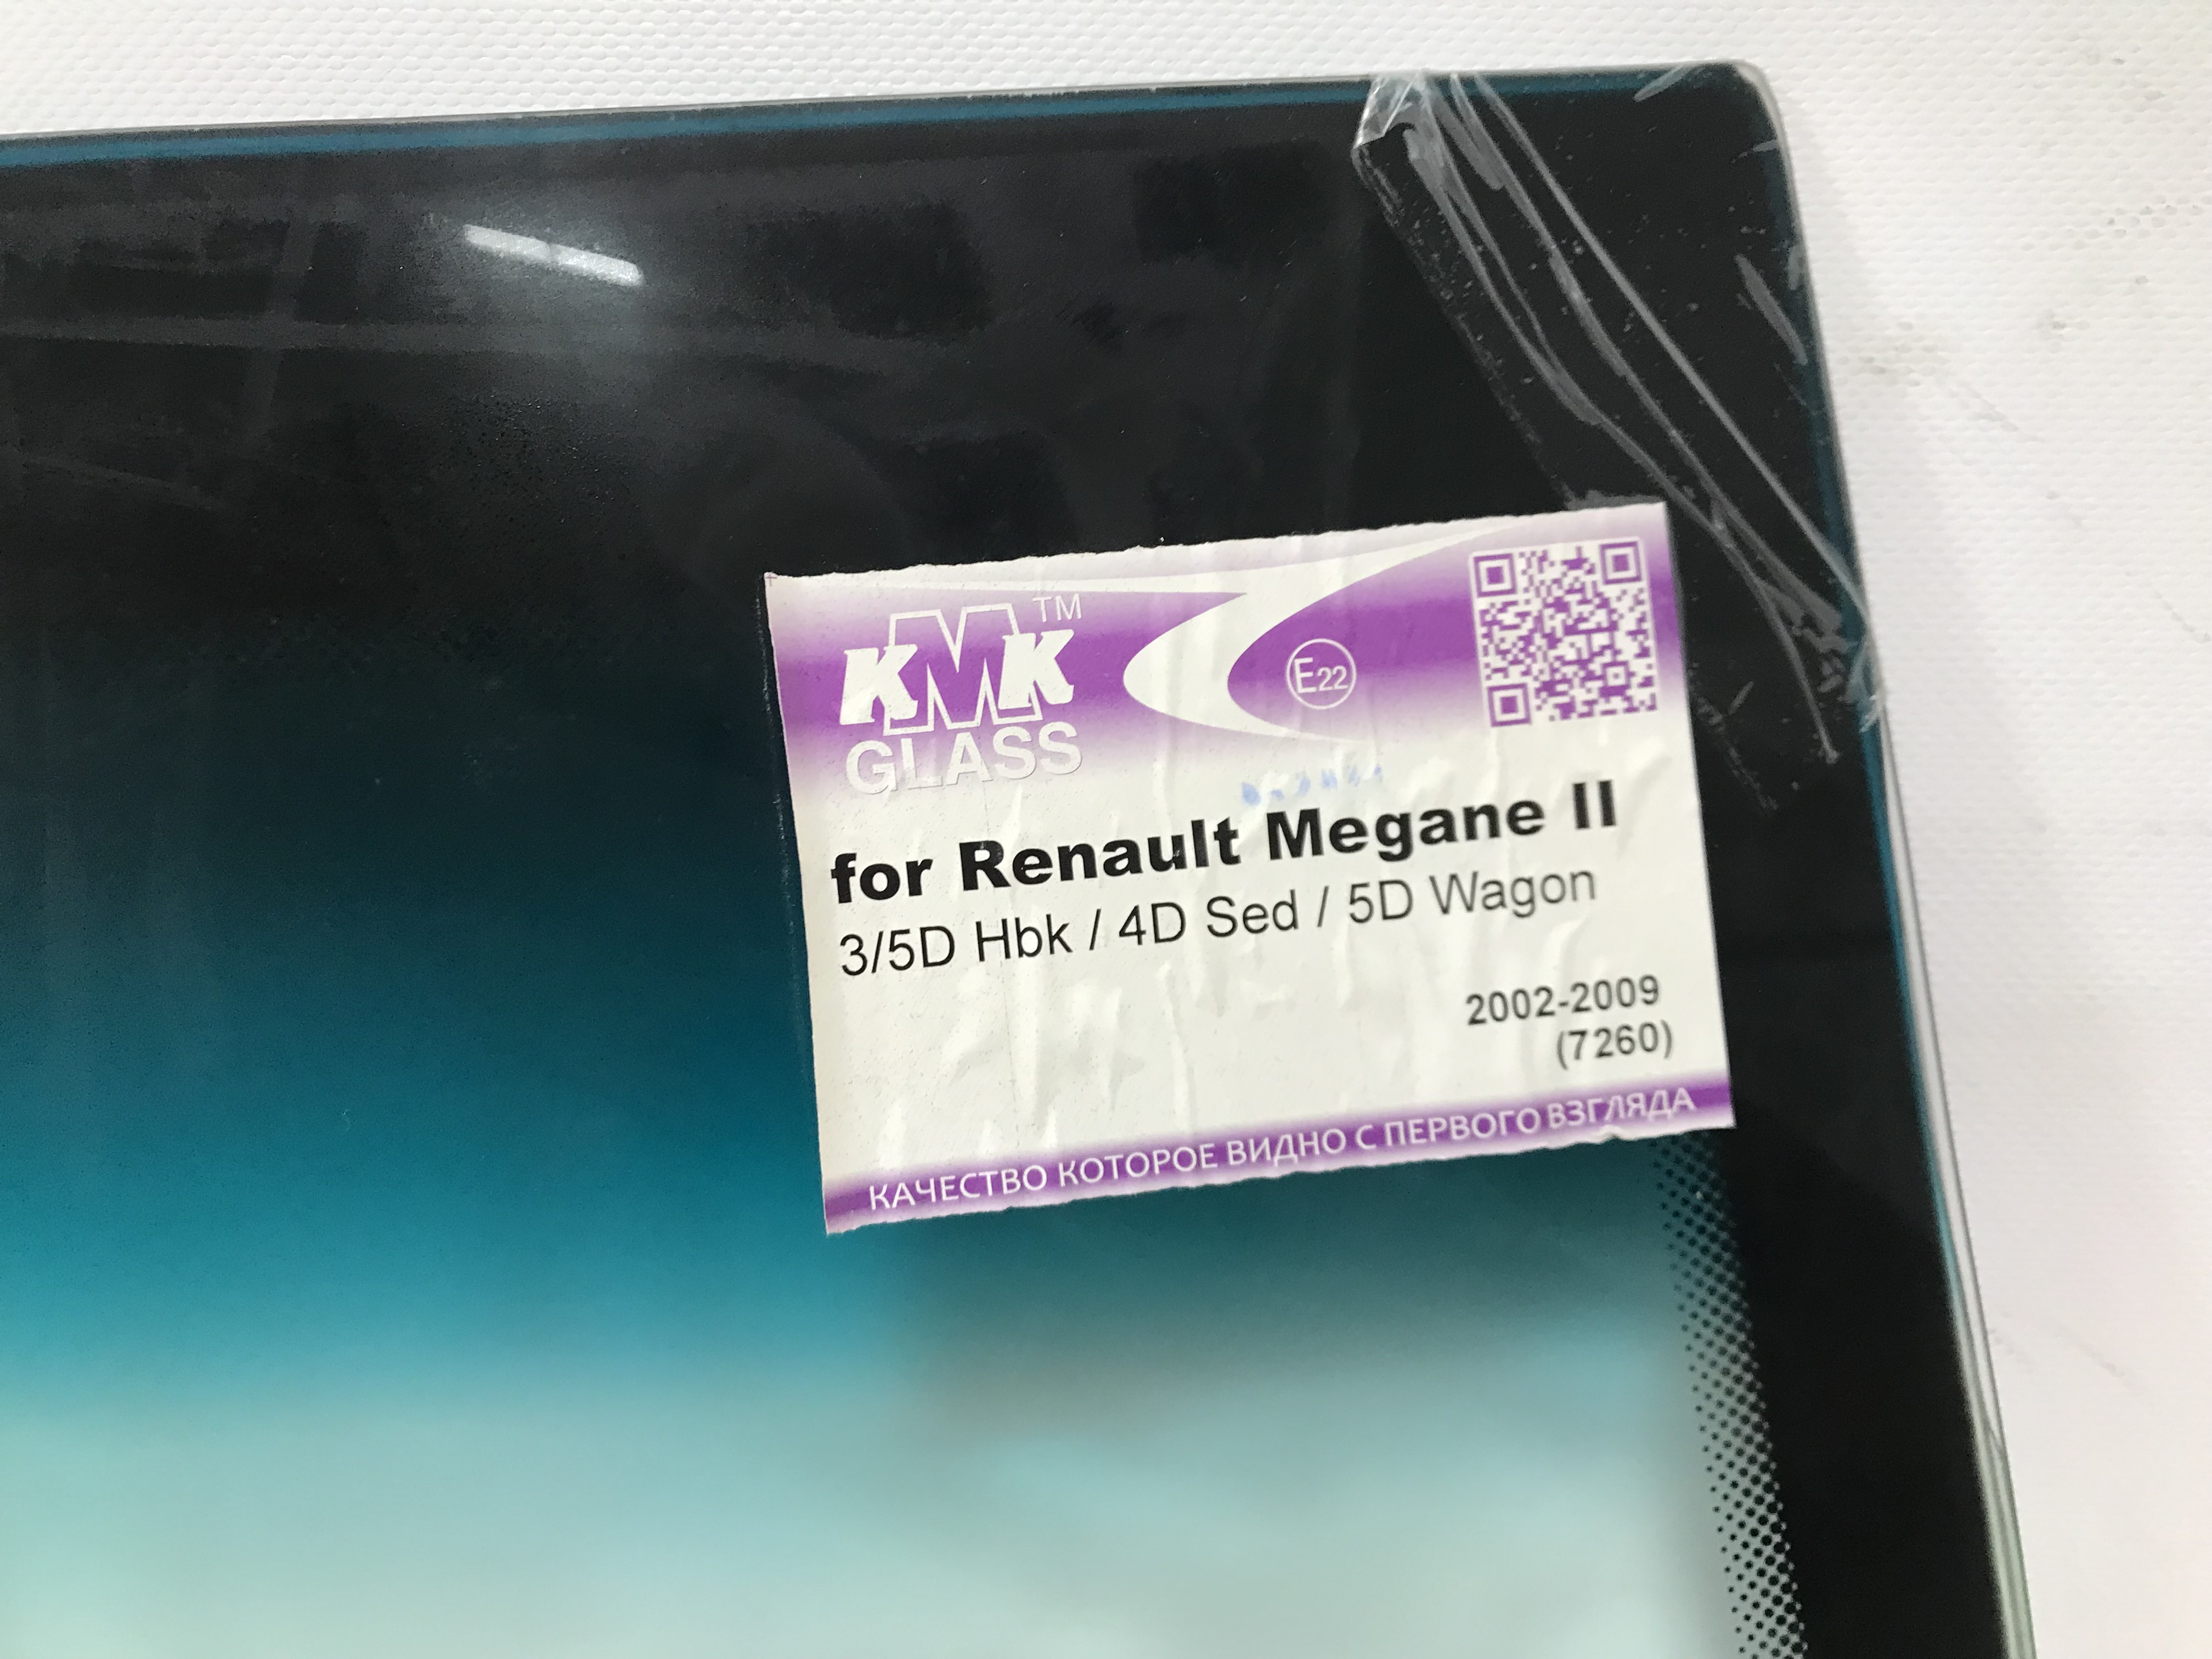 KMK™
GLASS
E22
for Renault Megane II
3/5D Hbk / 4D Sed / 5D Wagon
2002-2009
(7260)
КАЧЕСТВО КОТОРОЕ ВИДНО С ПЕРВОГО ВЗГЛЯДА